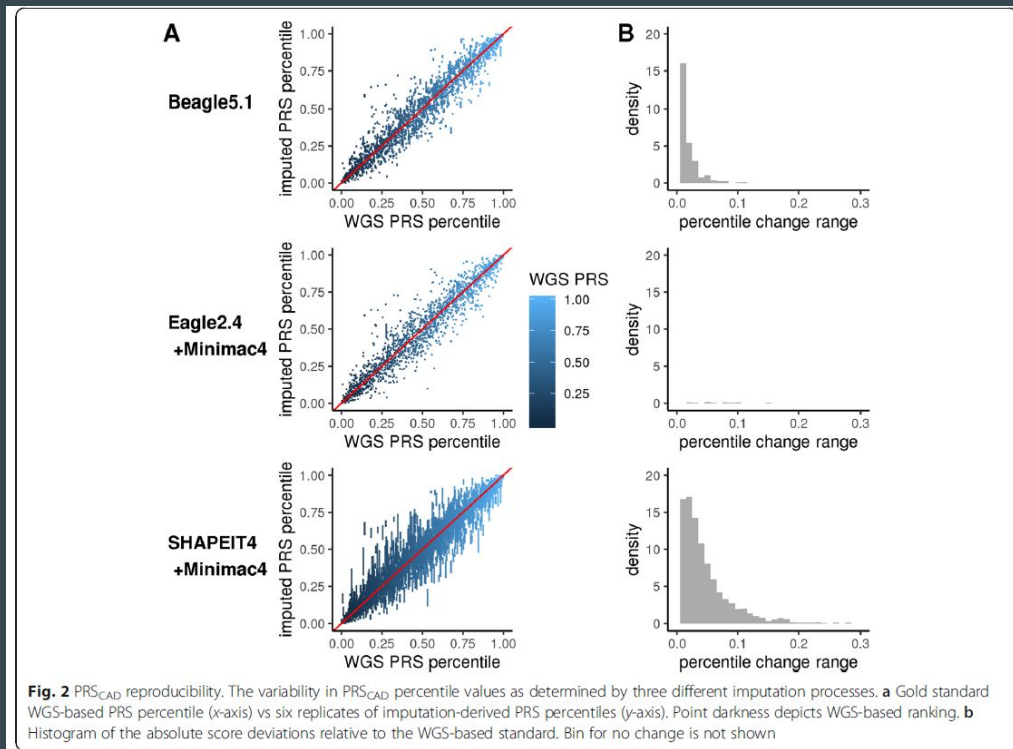 A
B
Beagle5.1
imputed PRS percentile
1.00
0.75
0.50
0.25
0.00
0.00 0.25 0.50 0.75 1.00
WGS PRS percentile
density
20
15
10
5
0
0.0 0.1 0.2 0.3
percentile change range
Eagle2.4
+Minimac4
imputed PRS percentile
1.00
0.75
0.50
0.25
0.00
0.00 0.25 0.50 0.75 1.00
WGS PRS percentile
WGS PRS
1.00
0.75
0.50
0.25
density
20
15
10
5
0
0.0 0.1 0.2 0.3
percentile change range
SHAPEIT4
+Minimac4
imputed PRS percentile
1.00
0.75
0.50
0.25
0.00
0.00 0.25 0.50 0.75 1.00
WGS PRS percentile
density
20
15
10
5
0
0.0 0.1 0.2 0.3
percentile change range
Fig. 2 PRSCAD reproducibility. The variability in PRSCAD percentile values as determined by three different imputation processes. a Gold standard
WGS-based PRS percentile (x-axis) vs six replicates of imputation-derived PRS percentiles (y-axis). Point darkness depicts WGS-based ranking. b
Histogram of the absolute score deviations relative to the WGS-based standard. Bin for no change is not shown